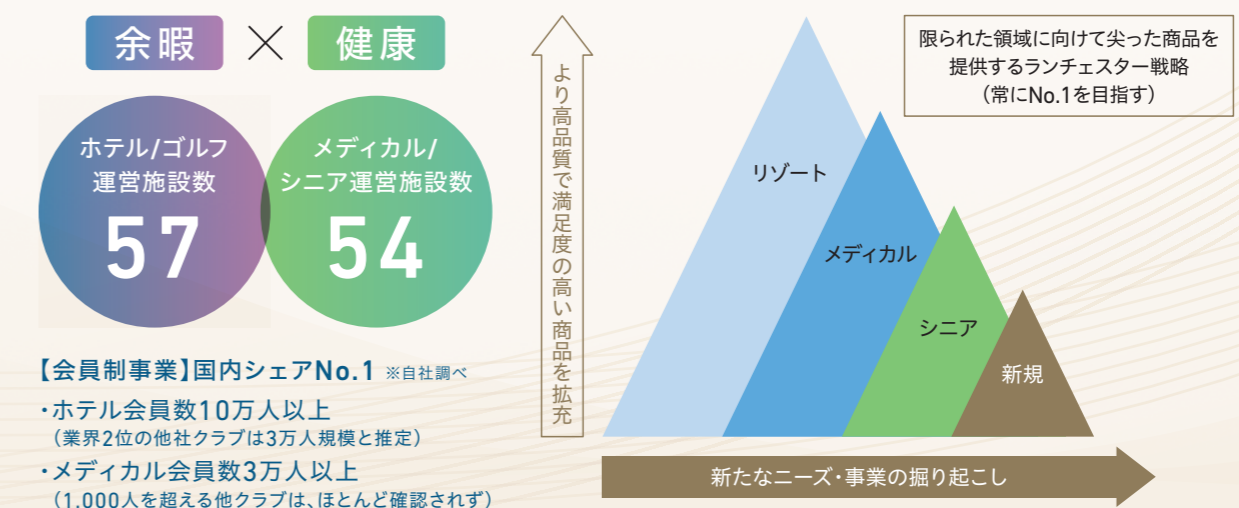 余暇 × 健康
ホテル/ゴルフ
運営施設数
57
メディカル/
シニア運営施設数
54
【会員制事業】国内シェアNo.1 ※自社調べ
・ホテル会員数10万人以上
（業界2位の他社クラブは3万人規模と推定）
・メディカル会員数3万人以上
（1,000人を超える他クラブは、ほとんど確認されず）
より高品質で満足度の高い商品を拡充
限られた領域に向けて尖った商品を
提供するランチェスター戦略
（常にNo.1を目指す）
リゾート
メディカル
シニア
新規
新たなニーズ・事業の掘り起こし